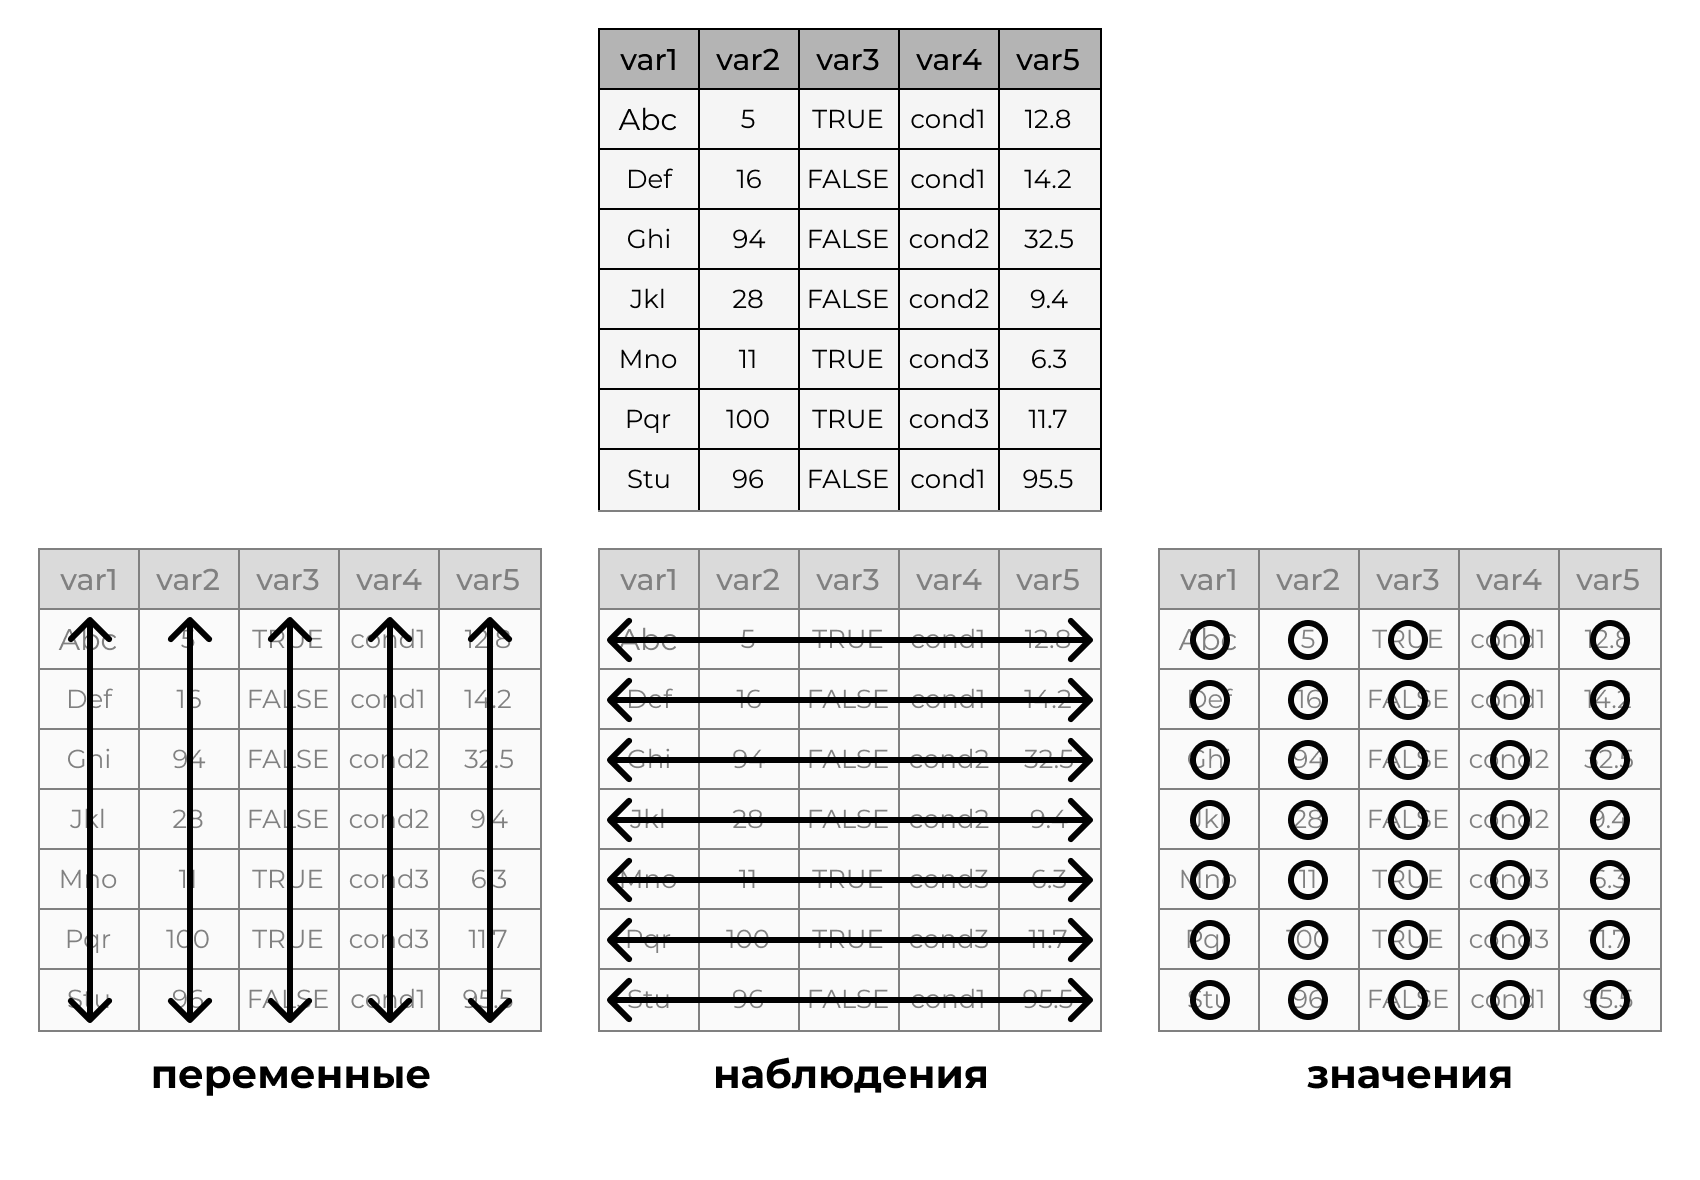 var1 var2 var3 var4 var5
Abc 5 TRUE cond1 12.8
Def 16 FALSE cond1 14.2
Ghi 94 FALSE cond2 32.5
Jkl 28 FALSE cond2 9.4
Mno 11 TRUE cond3 6.3
Pqr 100 TRUE cond3 11.7
Stu 96 FALSE cond1 95.5
var1 var2 var3 var4 var5
Abc 5 TRUE cond1 12.8
Def 16 FALSE cond1 14.2
Ghi 94 FALSE cond2 32.5
Jkl 28 FALSE cond2 9.4
Mno 11 TRUE cond3 6.3
Pqr 100 TRUE cond3 11.7
Stu 96 FALSE cond1 95.5
переменные
var1 var2 var3 var4 var5
Abc 5 TRUE cond1 12.8
Def 16 FALSE cond1 14.2
Ghi 94 FALSE cond2 32.5
Jkl 28 FALSE cond2 9.4
Mno 11 TRUE cond3 6.3
Pqr 100 TRUE cond3 11.7
Stu 96 FALSE cond1 95.5
наблюдения
var1 var2 var3 var4 var5
Abc 5 TRUE cond1 12.8
Def 16 FALSE cond1 14.2
Ghi 94 FALSE cond2 32.5
Jkl 28 FALSE cond2 9.4
Mno 11 TRUE cond3 6.3
Pqr 100 TRUE cond3 11.7
Stu 96 FALSE cond1 95.5
значения